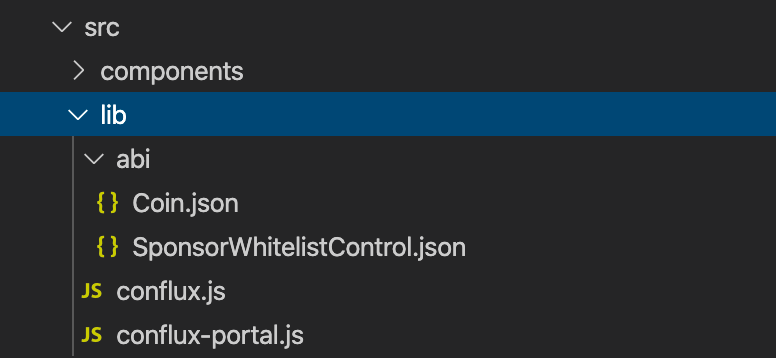 src
components
lib
abi
{} Coin.json
{} SponsorWhitelistControl.json
JS conflux.js
JS conflux-portal.js